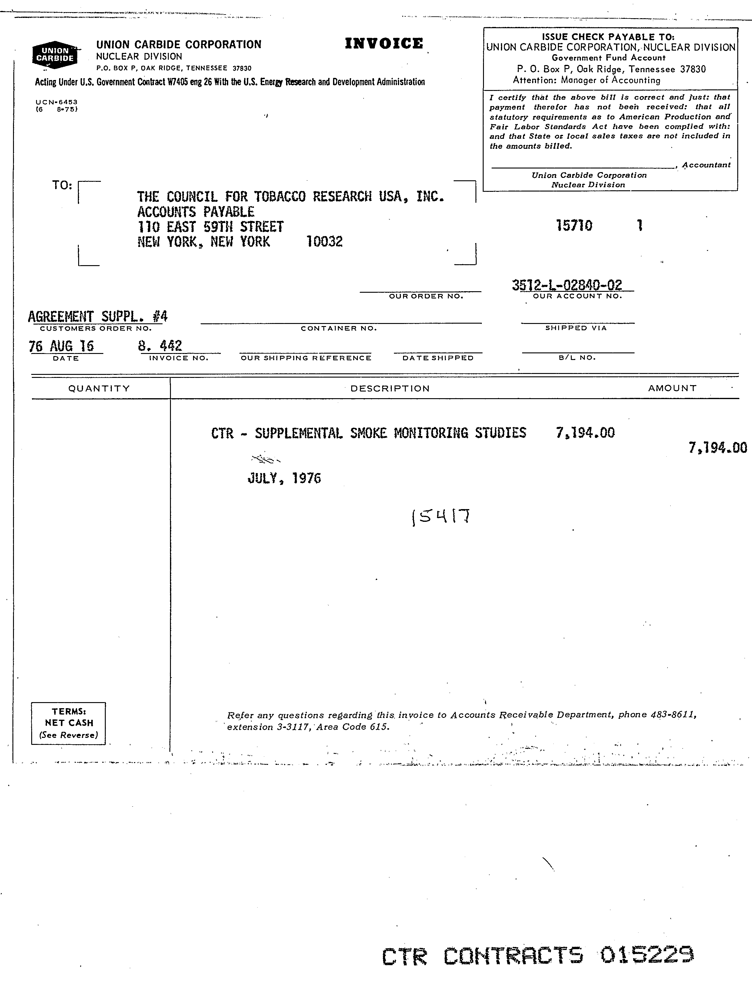 UNION
CARBIDE
UNION CARBIDE CORPORATION
NUCLEAR DIVISION
P.O. BOX P, OAK RIDGE, TENNESSEE 37830
INVOICE
Acting Under U.S. Government Contract W7405 eng 26 With the U.S. Energy Research and Development Administration
UCN-6453
(6 8-75)
ISSUE CHECK PAYABLE TO:
UNION CARBIDE CORPORATION, NUCLEAR DIVISION
Government Fund Account
P. O. Box P, Oak Ridge, Tennessee 37830
Attention: Manager of Accounting
I certify that the above bill is correct and just; that
payment therefor has not been received; that all
statutory requirements as to American Production and
Fair Labor Standards Act have been complied with;
and that State or local sales taxes are not included in
the amounts billed.
, Accountant
Union Carbide Corporation
Nuclear Division
TO:
THE COUNCIL FOR TOBACCO RESEARCH USA, INC.
ACCOUNTS PAYABLE
110 EAST 59TH STREET
NEW YORK, NEW YORK 10032
15710 1
3512-L-02840-02
OUR ORDER NO. OUR ACCOUNT NO.
AGREEMENT SUPPL. #4
CUSTOMERS ORDER NO. CONTAINER NO. SHIPPED VIA
76 AUG 16 8. 442
DATE INVOICE NO. OUR SHIPPING REFERENCE DATE SHIPPED B/L NO.
QUANTITY DESCRIPTION AMOUNT
CTR - SUPPLEMENTAL SMOKE MONITORING STUDIES 7,194.00
7,194.00
JULY, 1976
15417
TERMS:
NET CASH
(See Reverse)
Refer any questions regarding this invoice to Accounts Receivable Department, phone 483-8611,
extension 3-3117, Area Code 615.
CTR CONTRACTS 015229